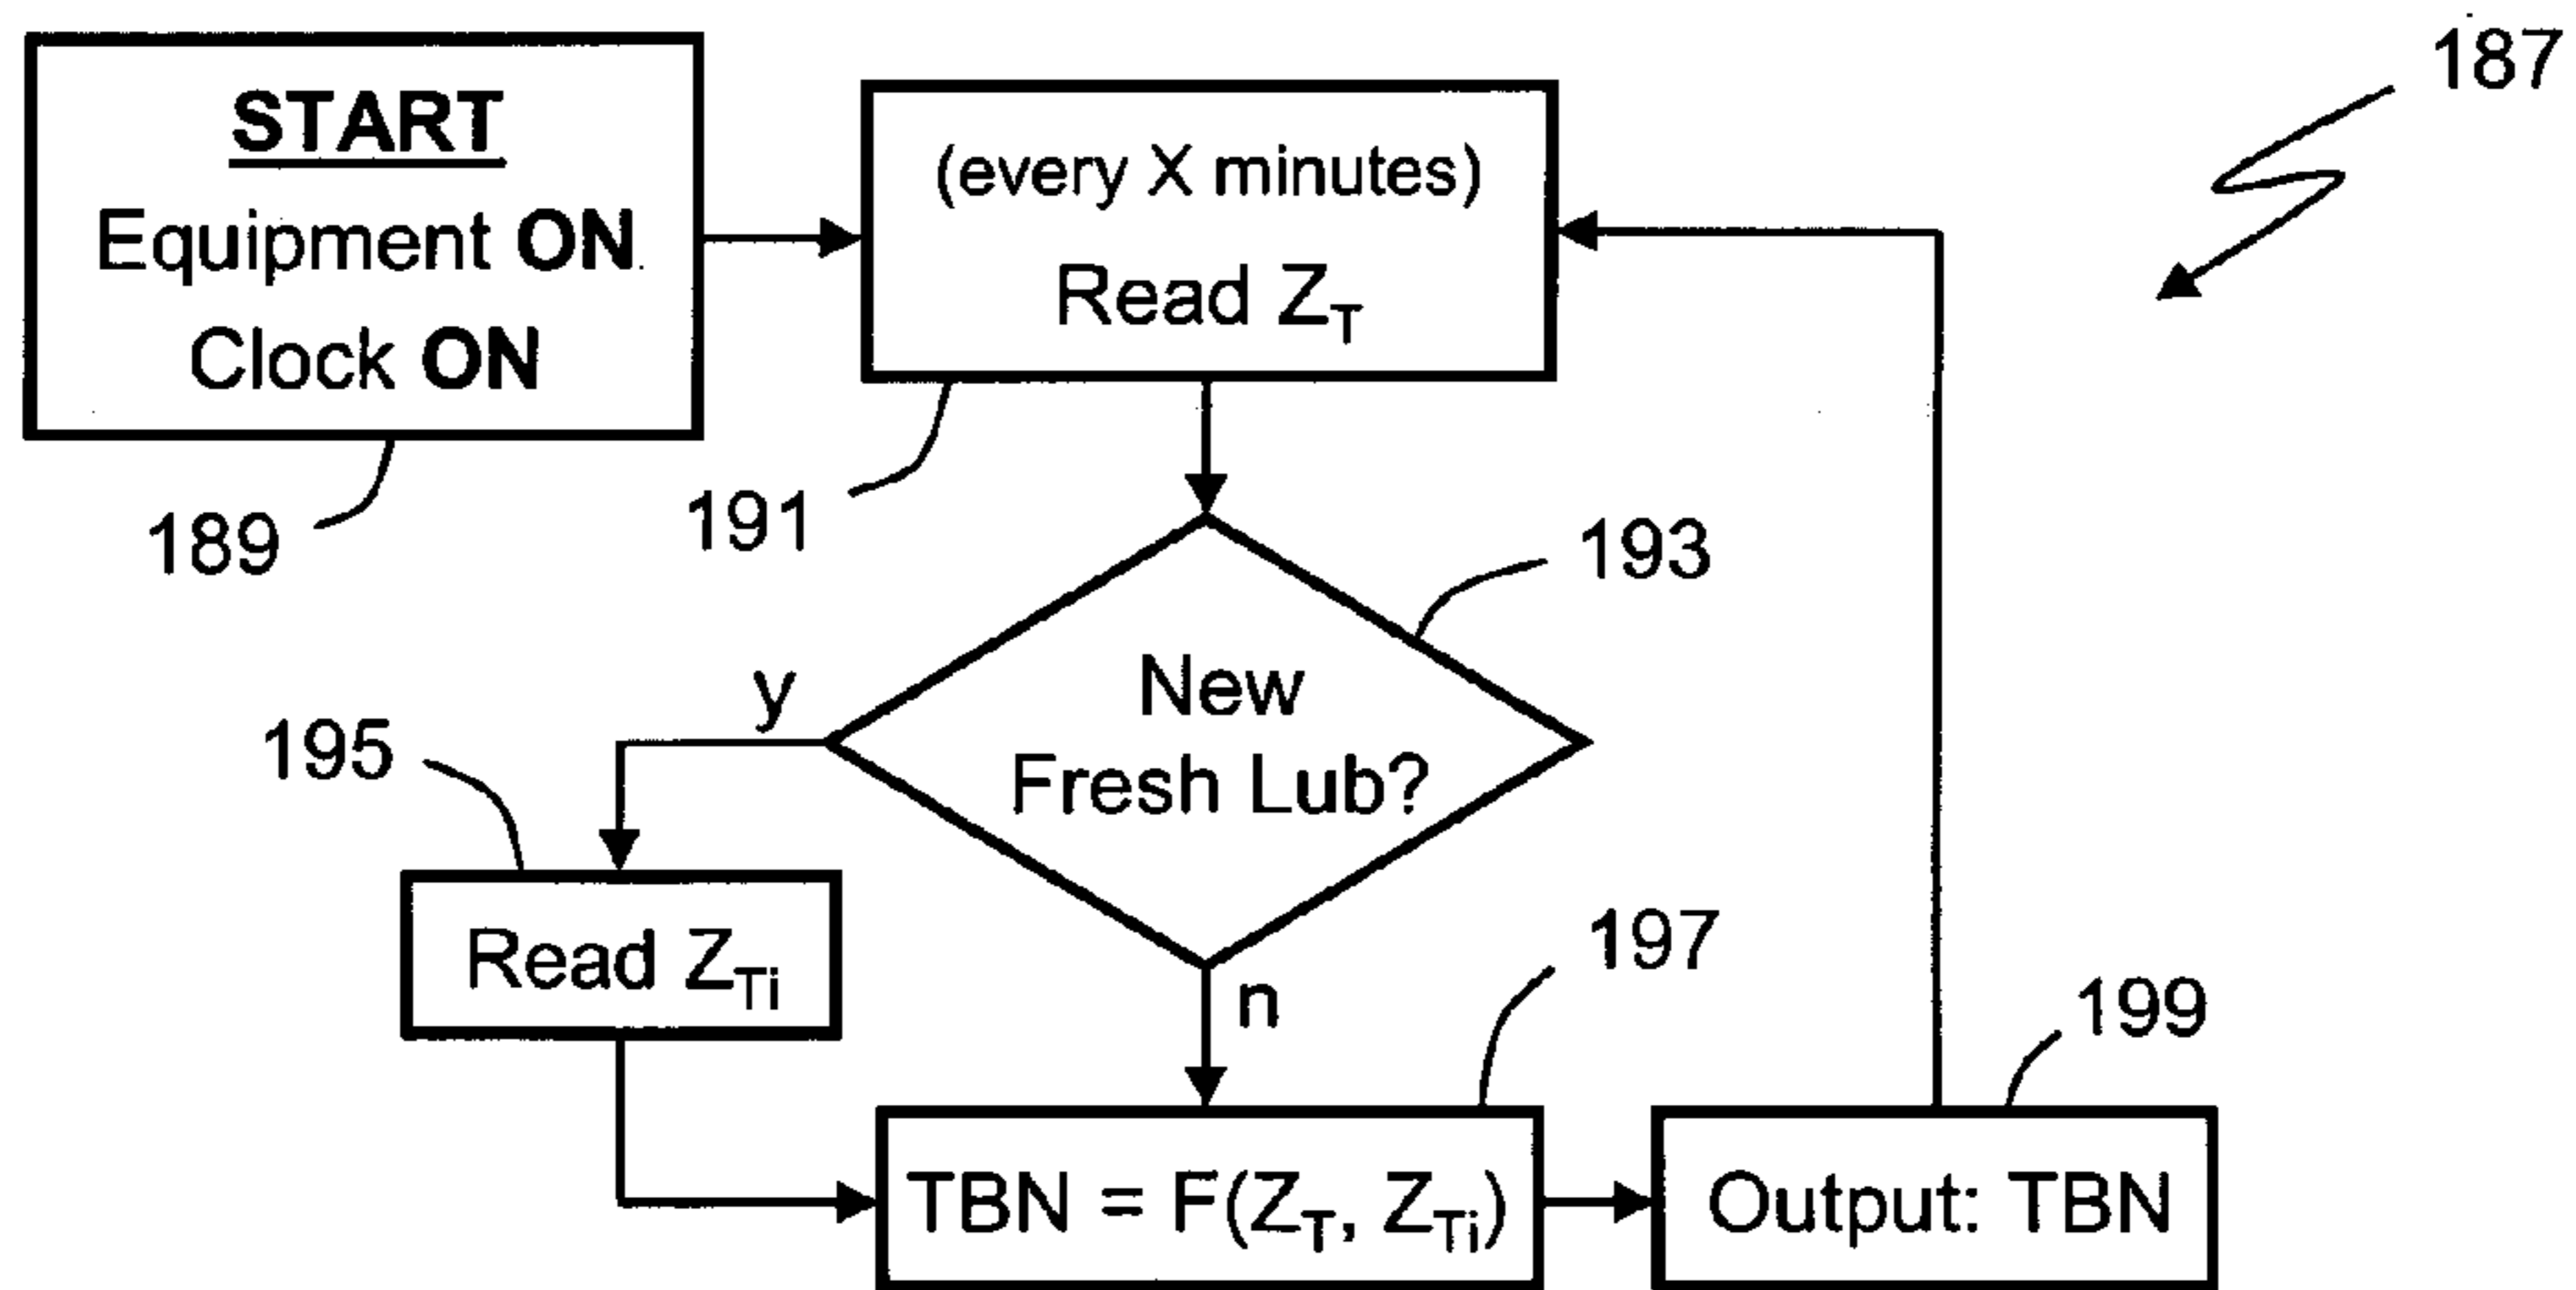 START
Equipment ON
Clock ON
189
(every X minutes)
Read Z_T
191
187
New
Fresh Lub?
193
y
n
195
Read Z_Ti
197
TBN = F(Z_T, Z_Ti)
199
Output: TBN